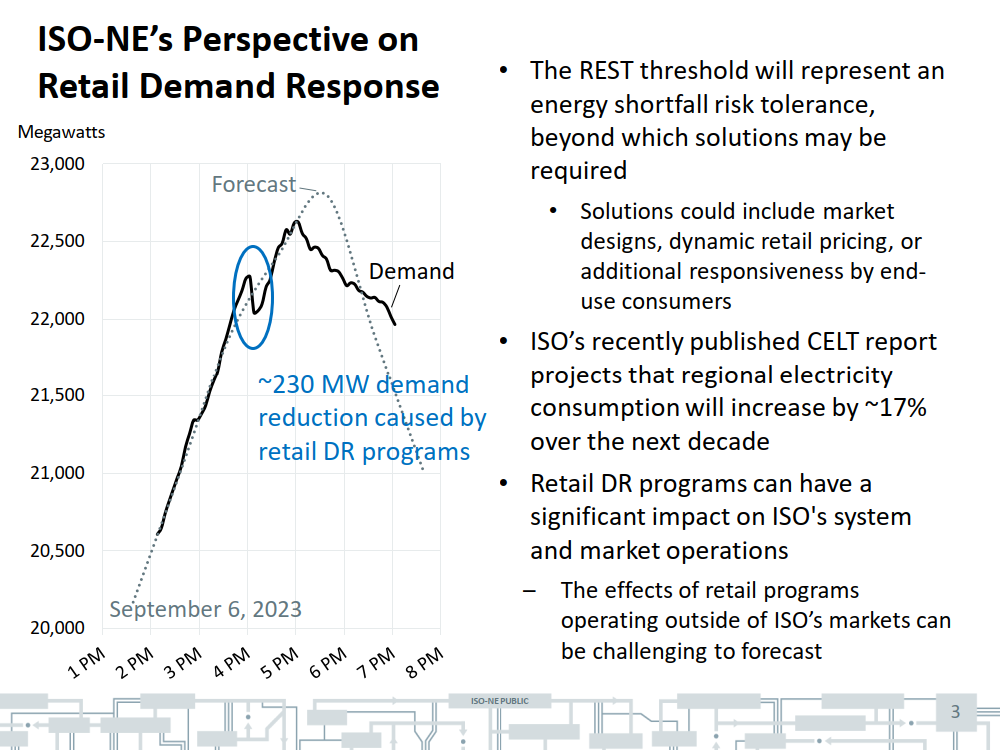 ISO-NE’s Perspective on
Retail Demand Response
Megawatts
23,000
22,500
22,000
21,500
21,000
20,500
20,000
Forecast
Demand
~230 MW demand
reduction caused by
retail DR programs
September 6, 2023
1 PM
2 PM
3 PM
4 PM
5 PM
6 PM
7 PM
8 PM
• The REST threshold will represent an
energy shortfall risk tolerance,
beyond which solutions may be
required
• Solutions could include market
designs, dynamic retail pricing, or
additional responsiveness by end-
use consumers
• ISO’s recently published CELT report
projects that regional electricity
consumption will increase by ~17%
over the next decade
• Retail DR programs can have a
significant impact on ISO's system
and market operations
– The effects of retail programs
operating outside of ISO’s markets can
be challenging to forecast
ISO-NE PUBLIC
3